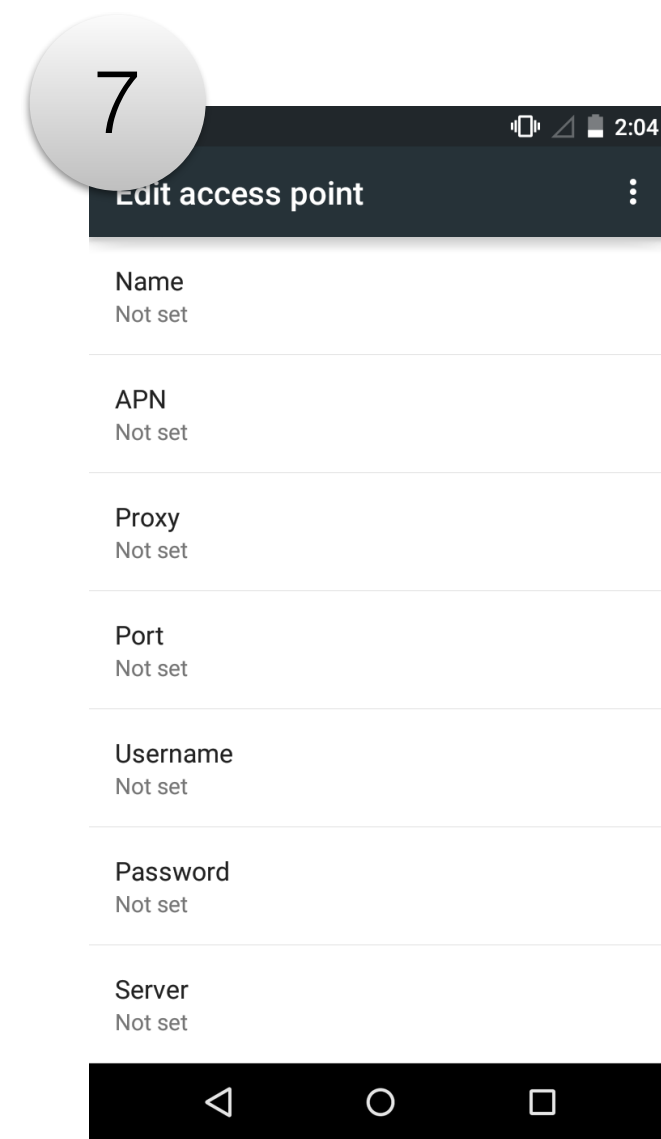 7
2:04
Edit access point
Name
Not set
APN
Not set
Proxy
Not set
Port
Not set
Username
Not set
Password
Not set
Server
Not set